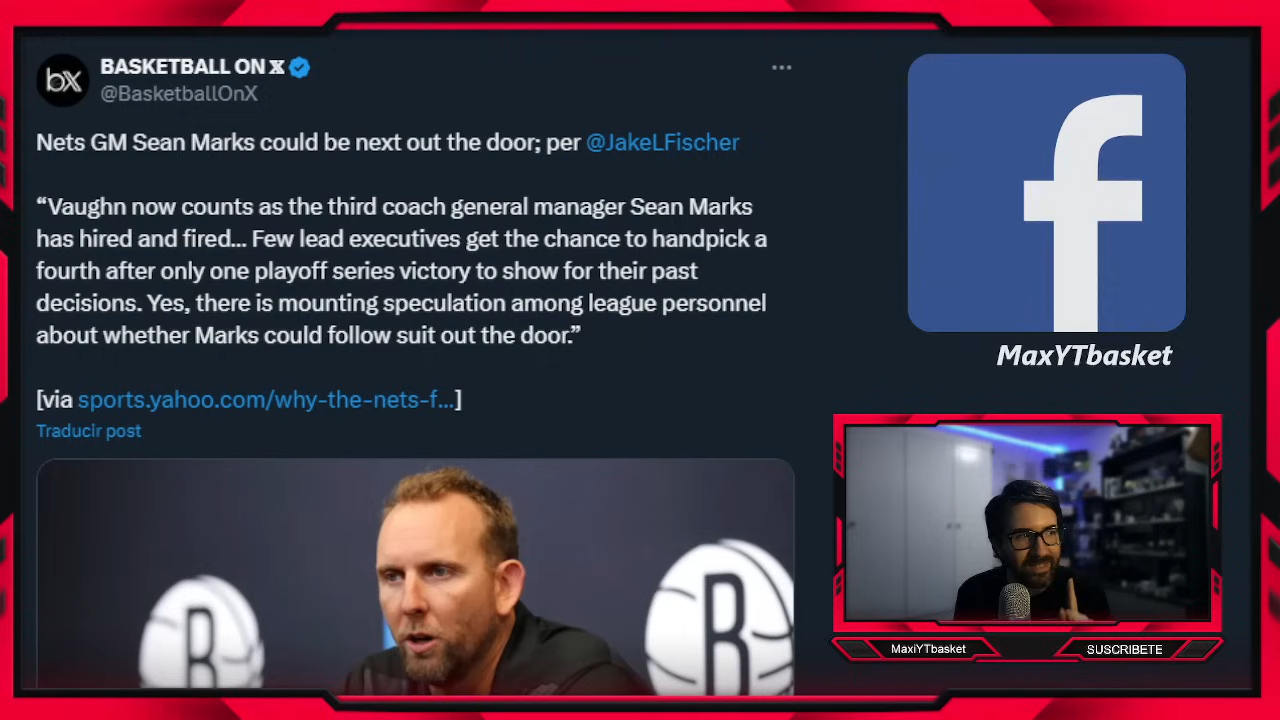 bX
BASKETBALL ON X
@BasketballOnX
Nets GM Sean Marks could be next out the door; per @JakeLFischer
“Vaughn now counts as the third coach general manager Sean Marks
has hired and fired... Few lead executives get the chance to handpick a
fourth after only one playoff series victory to show for their past
decisions. Yes, there is mounting speculation among league personnel
about whether Marks could follow suit out the door.”
[via sports.yahoo.com/why-the-nets-f...]
Traducir post
B
B
f
MaxYTbasket
MaxiYTbasket
SUSCRIBETE